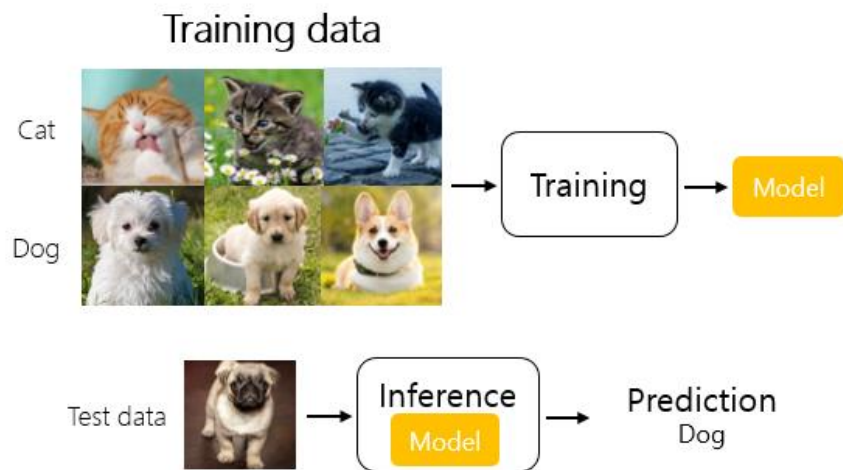 Training data
Cat
Training
Model
Dog
Test data
Inference
Model
Prediction
Dog